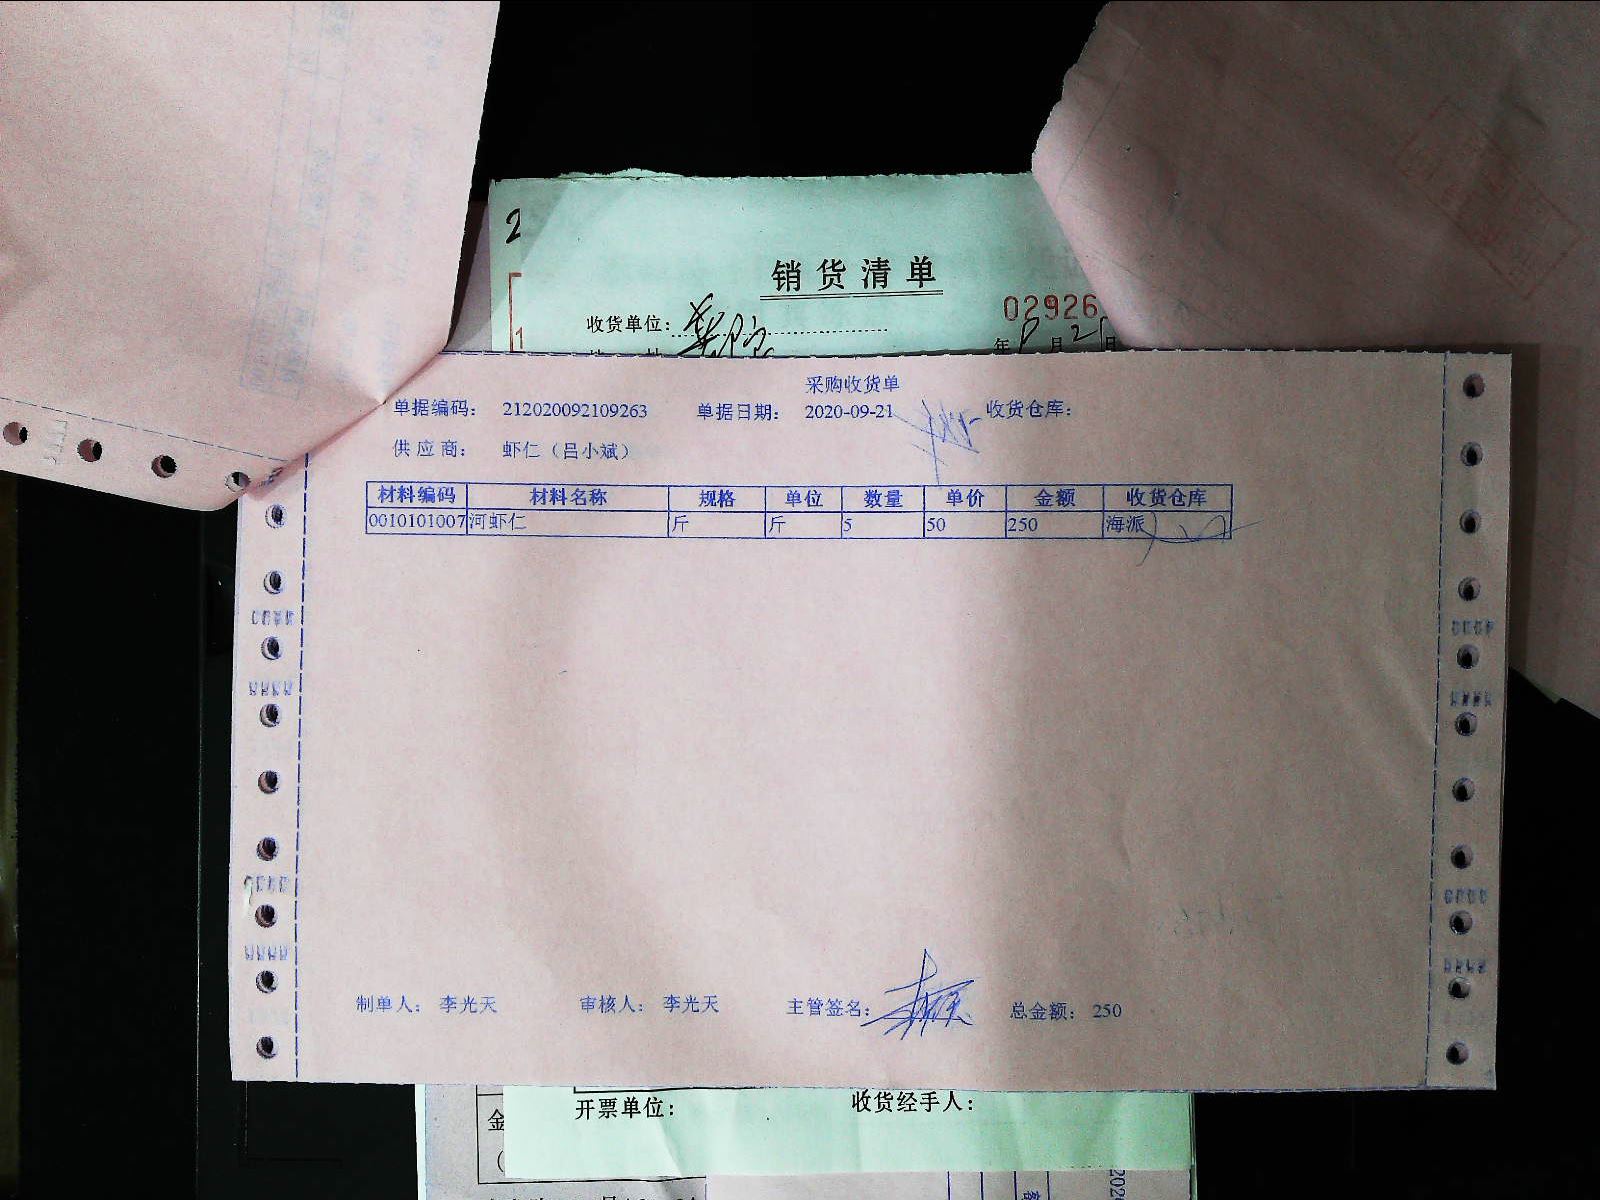 2
销货清单
收货单位:
02926
年 月 2 日
采购收货单
单据编码: 212020092109263 单据日期: 2020-09-21 收货仓库:
供应商: 虾仁（吕小斌）
材料编码 材料名称 规格 单位 数量 单价 金额 收货仓库
0010101007 河虾仁 斤 斤 5 50 250 海派
制单人: 李光天 审核人: 李光天 主管签名: 总金额: 250
开票单位: 收货经手人:
金